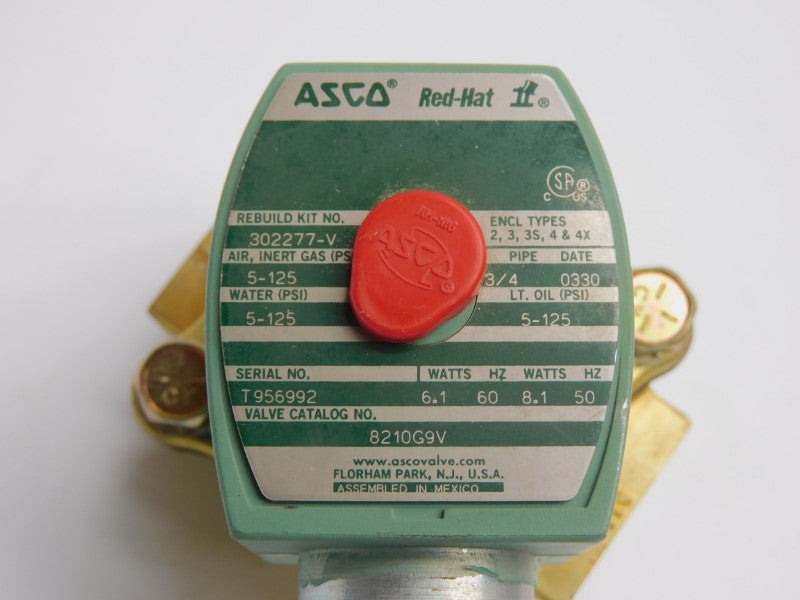 ASCO® Red-Hat II®
SA® C US
REBUILD KIT NO. ENCL TYPES
302277-V 2, 3, 3S, 4 & 4X
AIR, INERT GAS (PS PIPE DATE
5-125 3/4 0330
WATER (PSI) LT. OIL (PSI)
5-125 5-125
ASCO®
SERIAL NO. WATTS HZ WATTS HZ
T956992 6.1 60 8.1 50
VALVE CATALOG NO.
8210G9V
www.ascovalve.com
FLORHAM PARK, N.J., U.S.A.
ASSEMBLED IN MEXICO